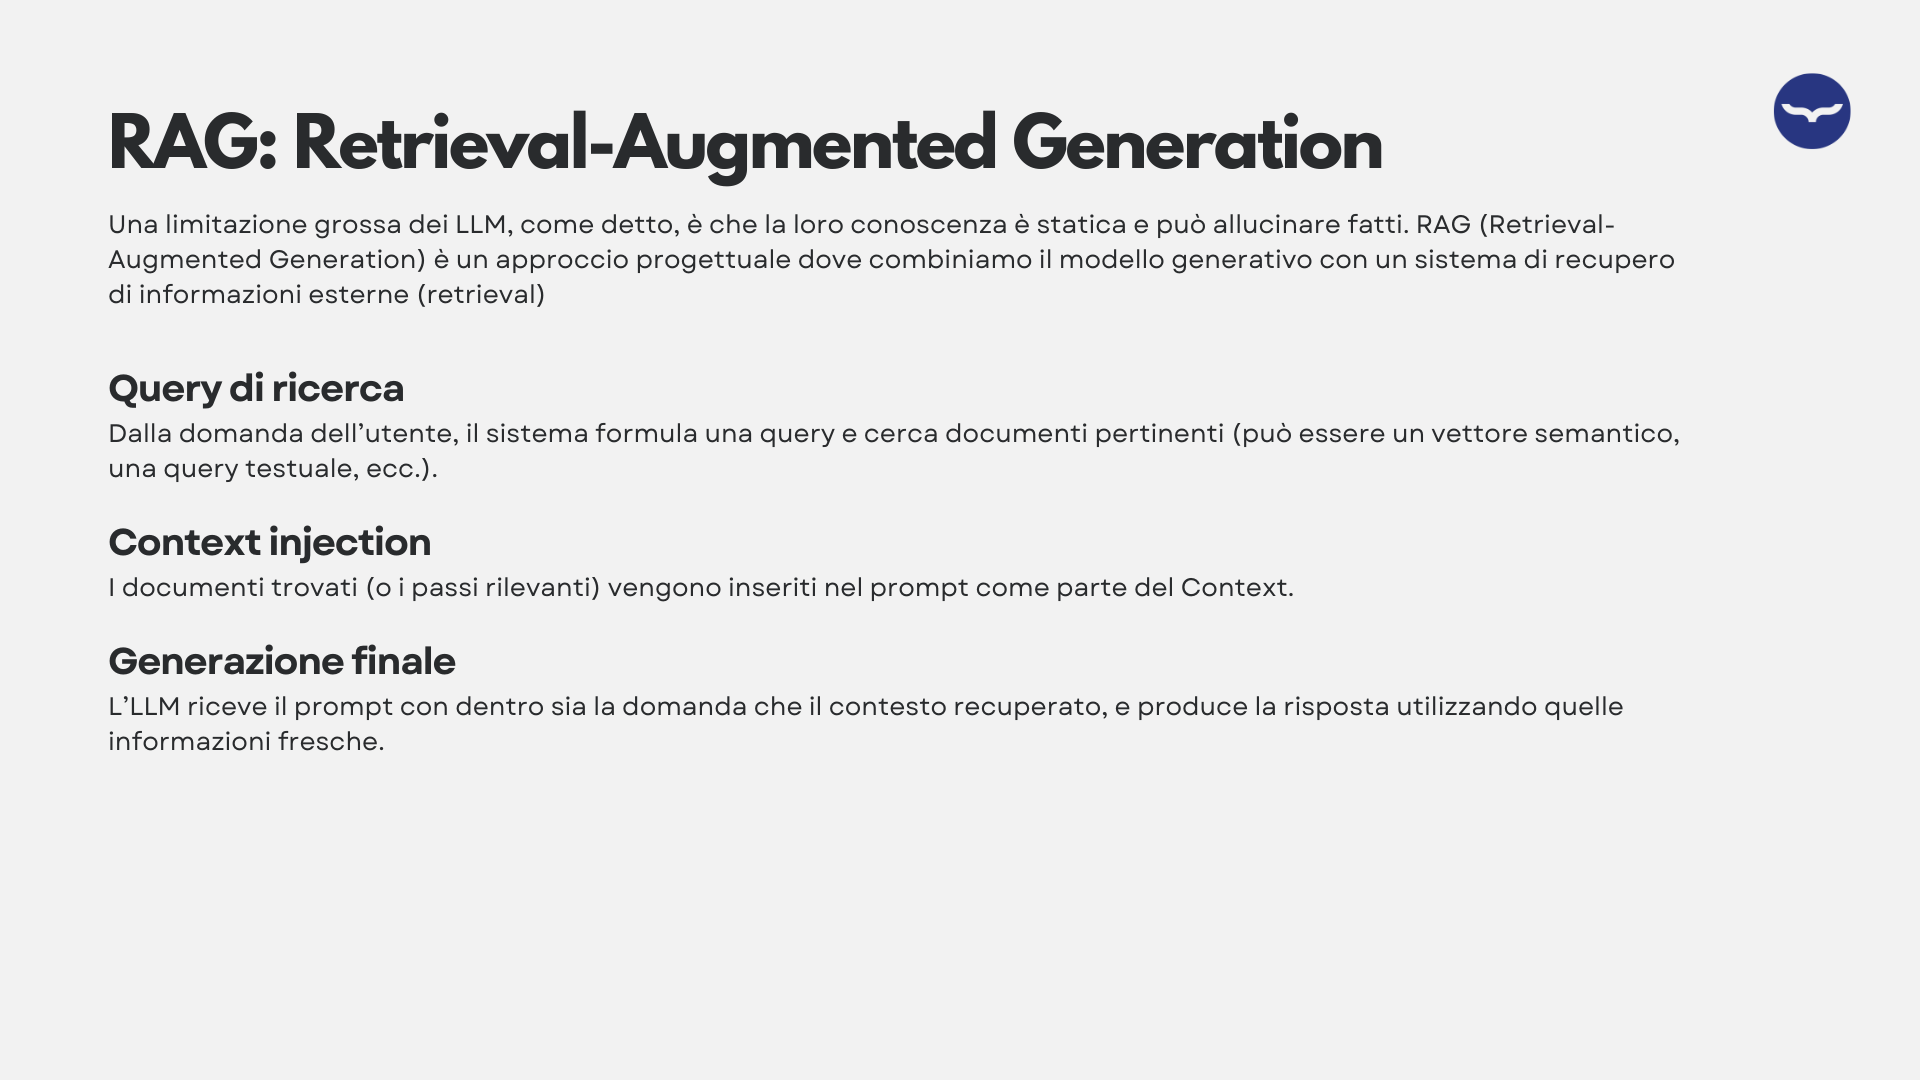 RAG: Retrieval-Augmented Generation
Una limitazione grossa dei LLM, come detto, è che la loro conoscenza è statica e può allucinare fatti. RAG (Retrieval-
Augmented Generation) è un approccio progettuale dove combiniamo il modello generativo con un sistema di recupero
di informazioni esterne (retrieval)
Query di ricerca
Dalla domanda dell’utente, il sistema formula una query e cerca documenti pertinenti (può essere un vettore semantico,
una query testuale, ecc.).
Context injection
I documenti trovati (o i passi rilevanti) vengono inseriti nel prompt come parte del Context.
Generazione finale
L’LLM riceve il prompt con dentro sia la domanda che il contesto recuperato, e produce la risposta utilizzando quelle
informazioni fresche.